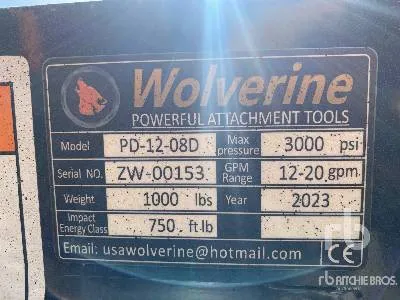 Wolverine
POWERFUL ATTACHMENT TOOLS
Model PD-12-08D Max pressure 3000 psi
Serial NO. ZW-00153 GPM Range 12-20 gpm
Weight 1000 lbs Year 2023
Impact Energy Class 750 ft lb
CE
Email: usawolverine@hotmail.com
rb
RITCHIE BROS.
Auctioneers